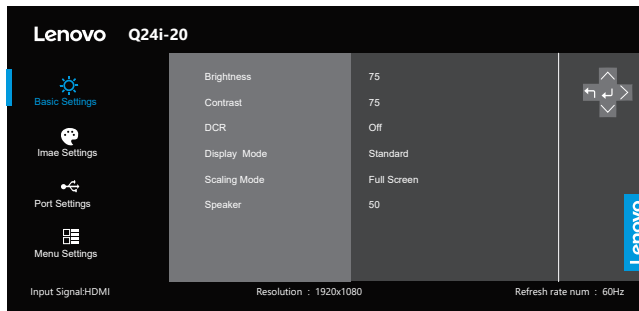 Lenovo Q24i-20
Basic Settings
Imae Settings
Port Settings
Menu Settings
Brightness 75
Contrast 75
DCR Off
Display Mode Standard
Scaling Mode Full Screen
Speaker 50
Lenovo
Input Signal:HDMI Resolution : 1920x1080 Refresh rate num : 60Hz